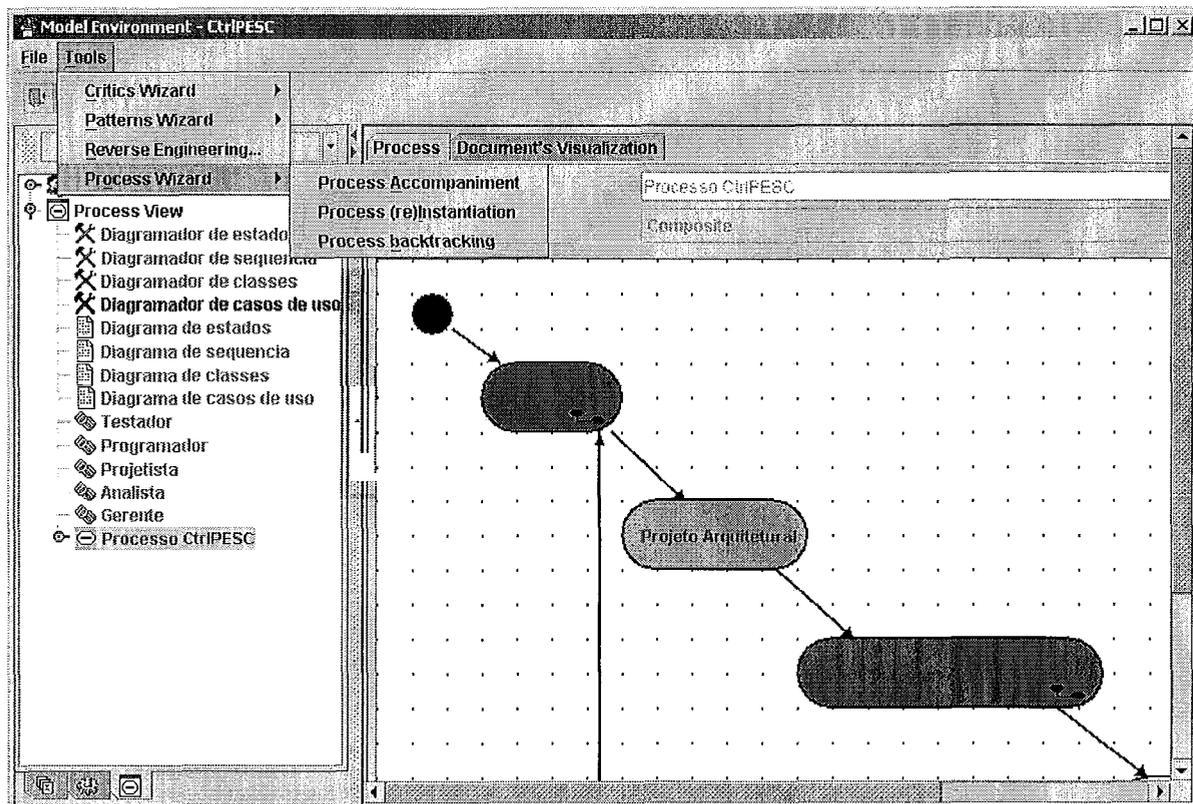 Model Environment - CtrlPESC
File Tools
Critics Wizard
Patterns Wizard
Reverse Engineering...
Process Wizard
Process Accompaniment
Process (re)Instantiation
Process backtracking
Process Document's Visualization
Processo CtrlPESC
Composite
Process View
Diagramador de estado
Diagramador de sequencia
Diagramador de classes
Diagramador de casos de uso
Diagrama de estados
Diagrama de sequencia
Diagrama de classes
Diagrama de casos de uso
Testador
Programador
Projetista
Analista
Gerente
Processo CtrlPESC
Projeto Arquitetural